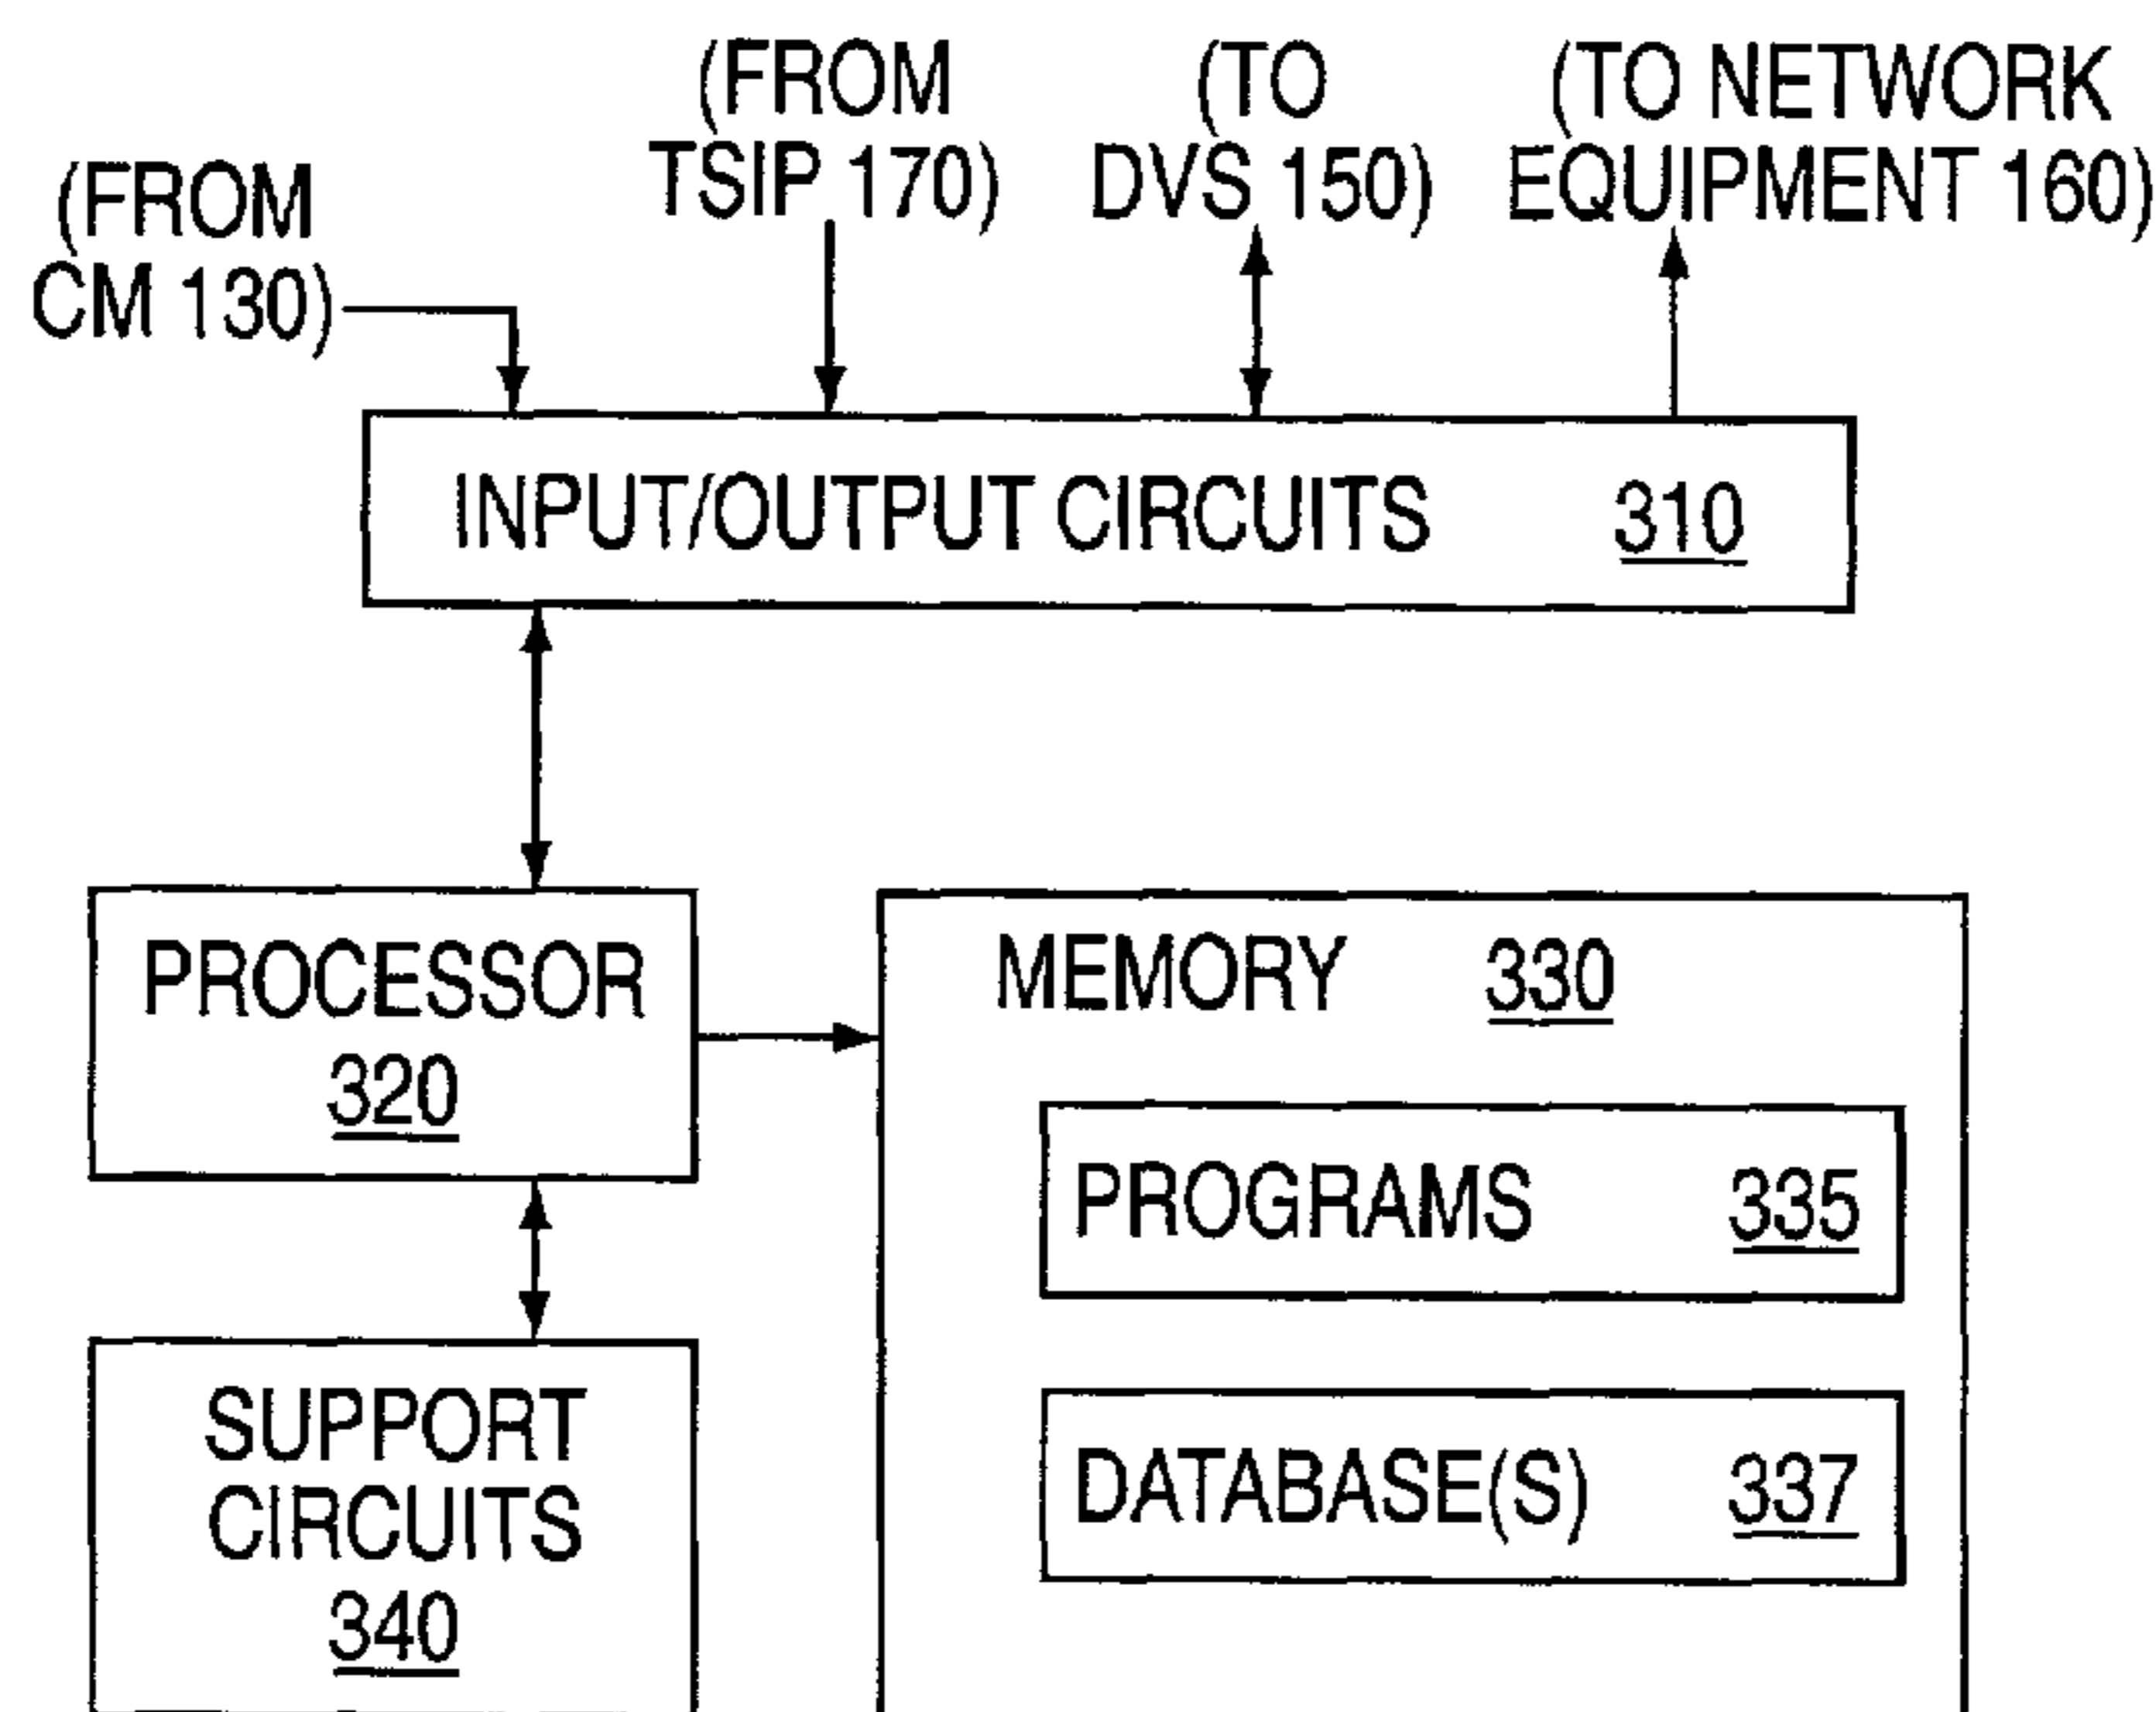 (FROM
CM 130)
(FROM
TSIP 170)
(TO
DVS 150)
(TO NETWORK
EQUIPMENT 160)
INPUT/OUTPUT CIRCUITS 310
PROCESSOR
320
MEMORY 330
PROGRAMS 335
DATABASE(S) 337
SUPPORT
CIRCUITS
340